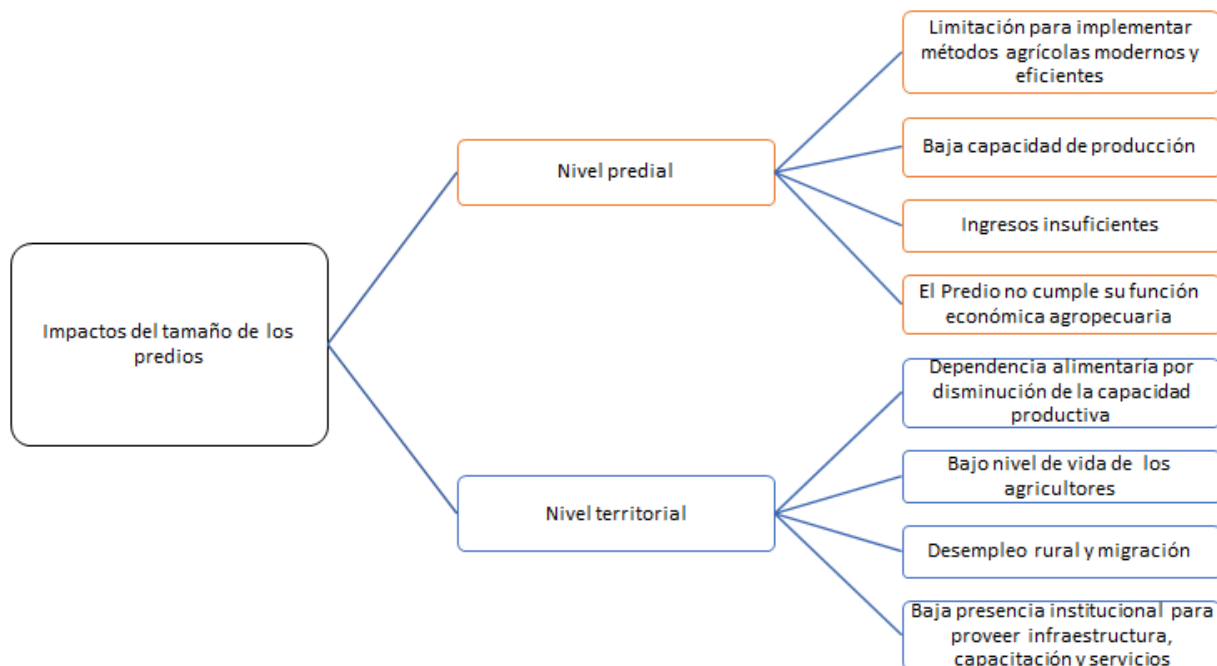 Impactos del tamaño de los
predios
Nivel predial
Limitación para implementar
métodos agrícolas modernos y
eficientes
Baja capacidad de producción
Ingresos insuficientes
El Predio no cumple su función
económica agropecuaria
Nivel territorial
Dependencia alimentaría por
disminución de la capacidad
productiva
Bajo nivel de vida de los
agricultores
Desempleo rural y migración
Baja presencia institucional para
proveer infraestructura,
capacitación y servicios